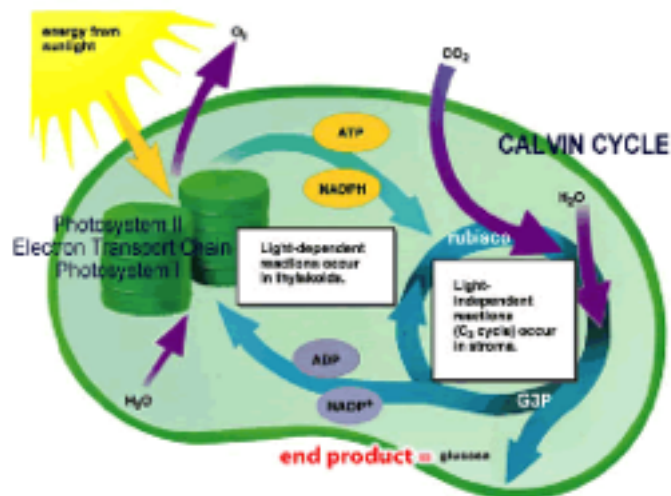 energy from
sunlight
O₂
CO₂
ATP
CALVIN CYCLE
NADPH
H₂O
Photosystem II
Electron Transport Chain
Photosystem I
rubisco
Light-dependent
reactions occur
in thylakoids.
Light-
independent
reactions
(C₃ cycle) occur
in stroma.
ADP
NADP⁺
H₂O
G3P
end product = glucose